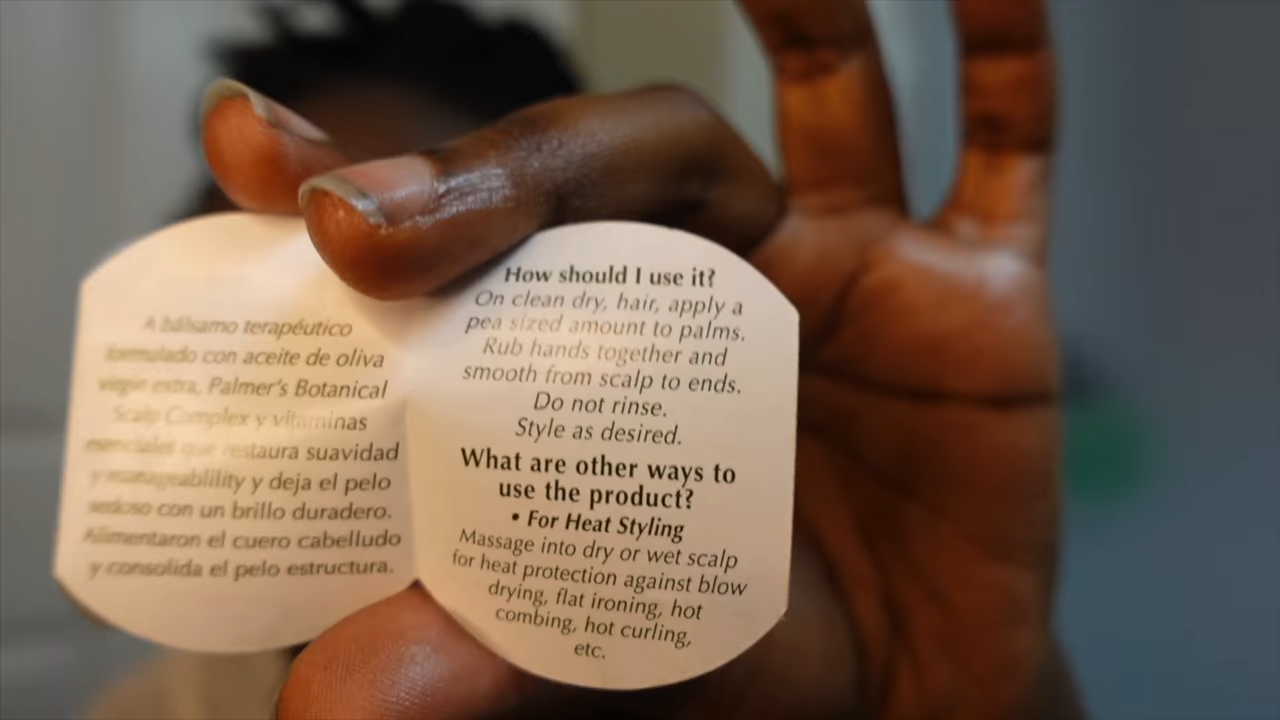 A bálsamo terapéutico
formulado con aceite de oliva
virgin extra, Palmer's Botanical
Scalp Complex y vitaminas
esenciales que restaura suavidad
y manageablility y deja el pelo
sedoso con un brillo duradero.
Alimentaron el cuero cabelludo
y consolida el pelo estructura.
How should I use it?
On clean dry, hair, apply a
pea sized amount to palms.
Rub hands together and
smooth from scalp to ends.
Do not rinse.
Style as desired.
What are other ways to
use the product?
• For Heat Styling
Massage into dry or wet scalp
for heat protection against blow
drying, flat ironing, hot
combing, hot curling,
etc.